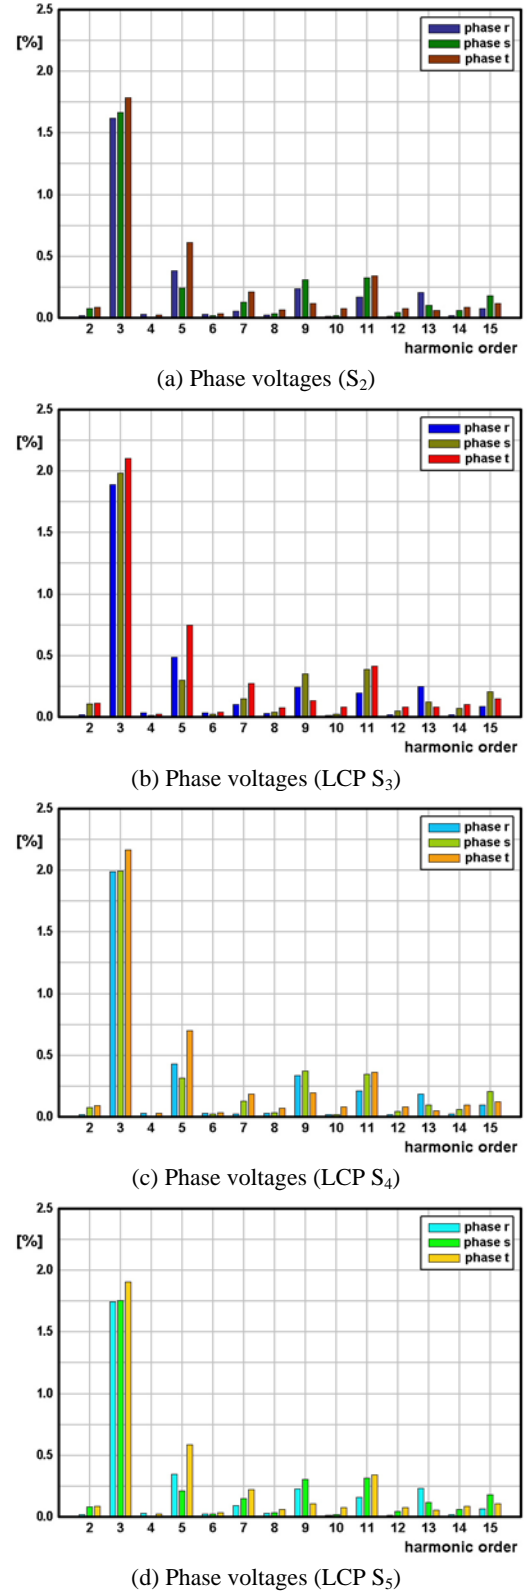 2.5
[%]
2.0
1.5
1.0
0.5
0.0
phase r
phase s
phase t
2 3 4 5 6 7 8 9 10 11 12 13 14 15
harmonic order
(a) Phase voltages (S2)
2.5
[%]
2.0
1.5
1.0
0.5
0.0
phase r
phase s
phase t
2 3 4 5 6 7 8 9 10 11 12 13 14 15
harmonic order
(b) Phase voltages (LCP S3)
2.5
[%]
2.0
1.5
1.0
0.5
0.0
phase r
phase s
phase t
2 3 4 5 6 7 8 9 10 11 12 13 14 15
harmonic order
(c) Phase voltages (LCP S4)
2.5
[%]
2.0
1.5
1.0
0.5
0.0
phase r
phase s
phase t
2 3 4 5 6 7 8 9 10 11 12 13 14 15
harmonic order
(d) Phase voltages (LCP S5)